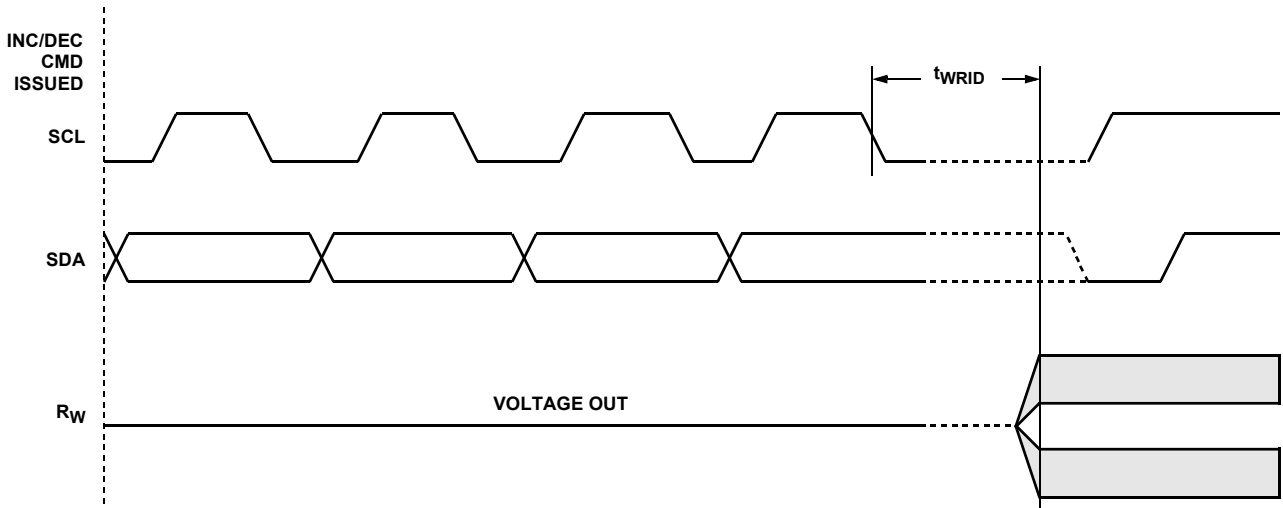 INC/DEC
CMD
ISSUED
tWRID
SCL
SDA
VOLTAGE OUT
RW